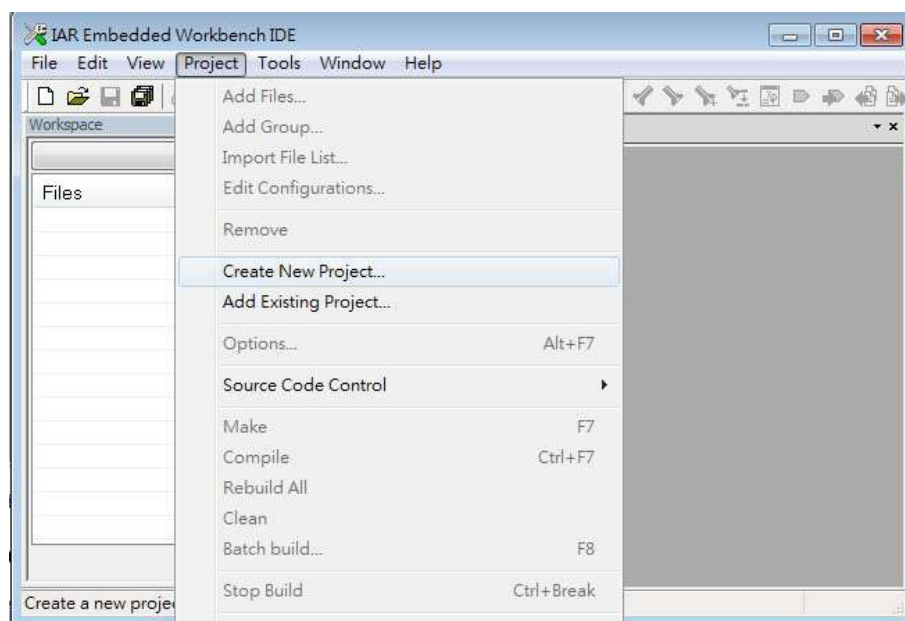 IAR Embedded Workbench IDE
File Edit View Project Tools Window Help
Workspace
Files
Add Files...
Add Group...
Import File List...
Edit Configurations...
Remove
Create New Project...
Add Existing Project...
Options... Alt+F7
Source Code Control
Make F7
Compile Ctrl+F7
Rebuild All
Clean
Batch build... F8
Stop Build Ctrl+Break
Create a new proje